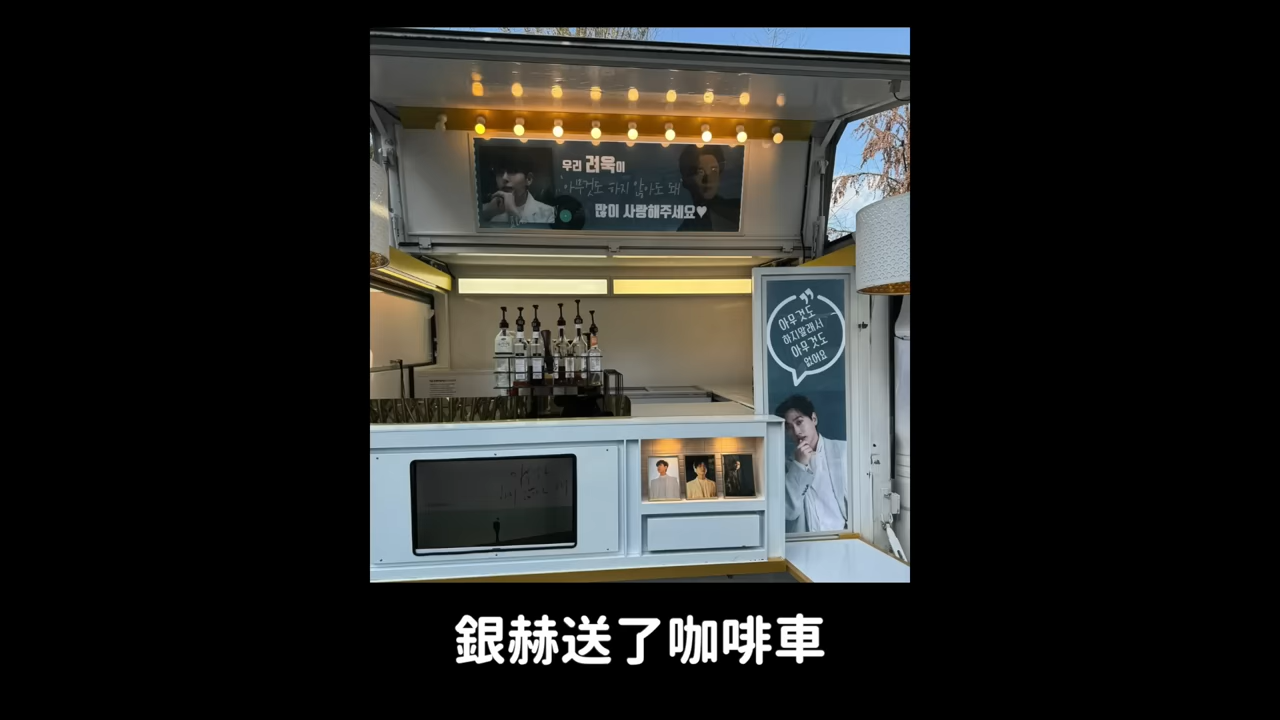 우리 려욱이
'아무것도 하지 않아도 돼'
많이 사랑해주세요♥
아무것도
하지말래서
아무것도
없어요
銀赫送了咖啡車